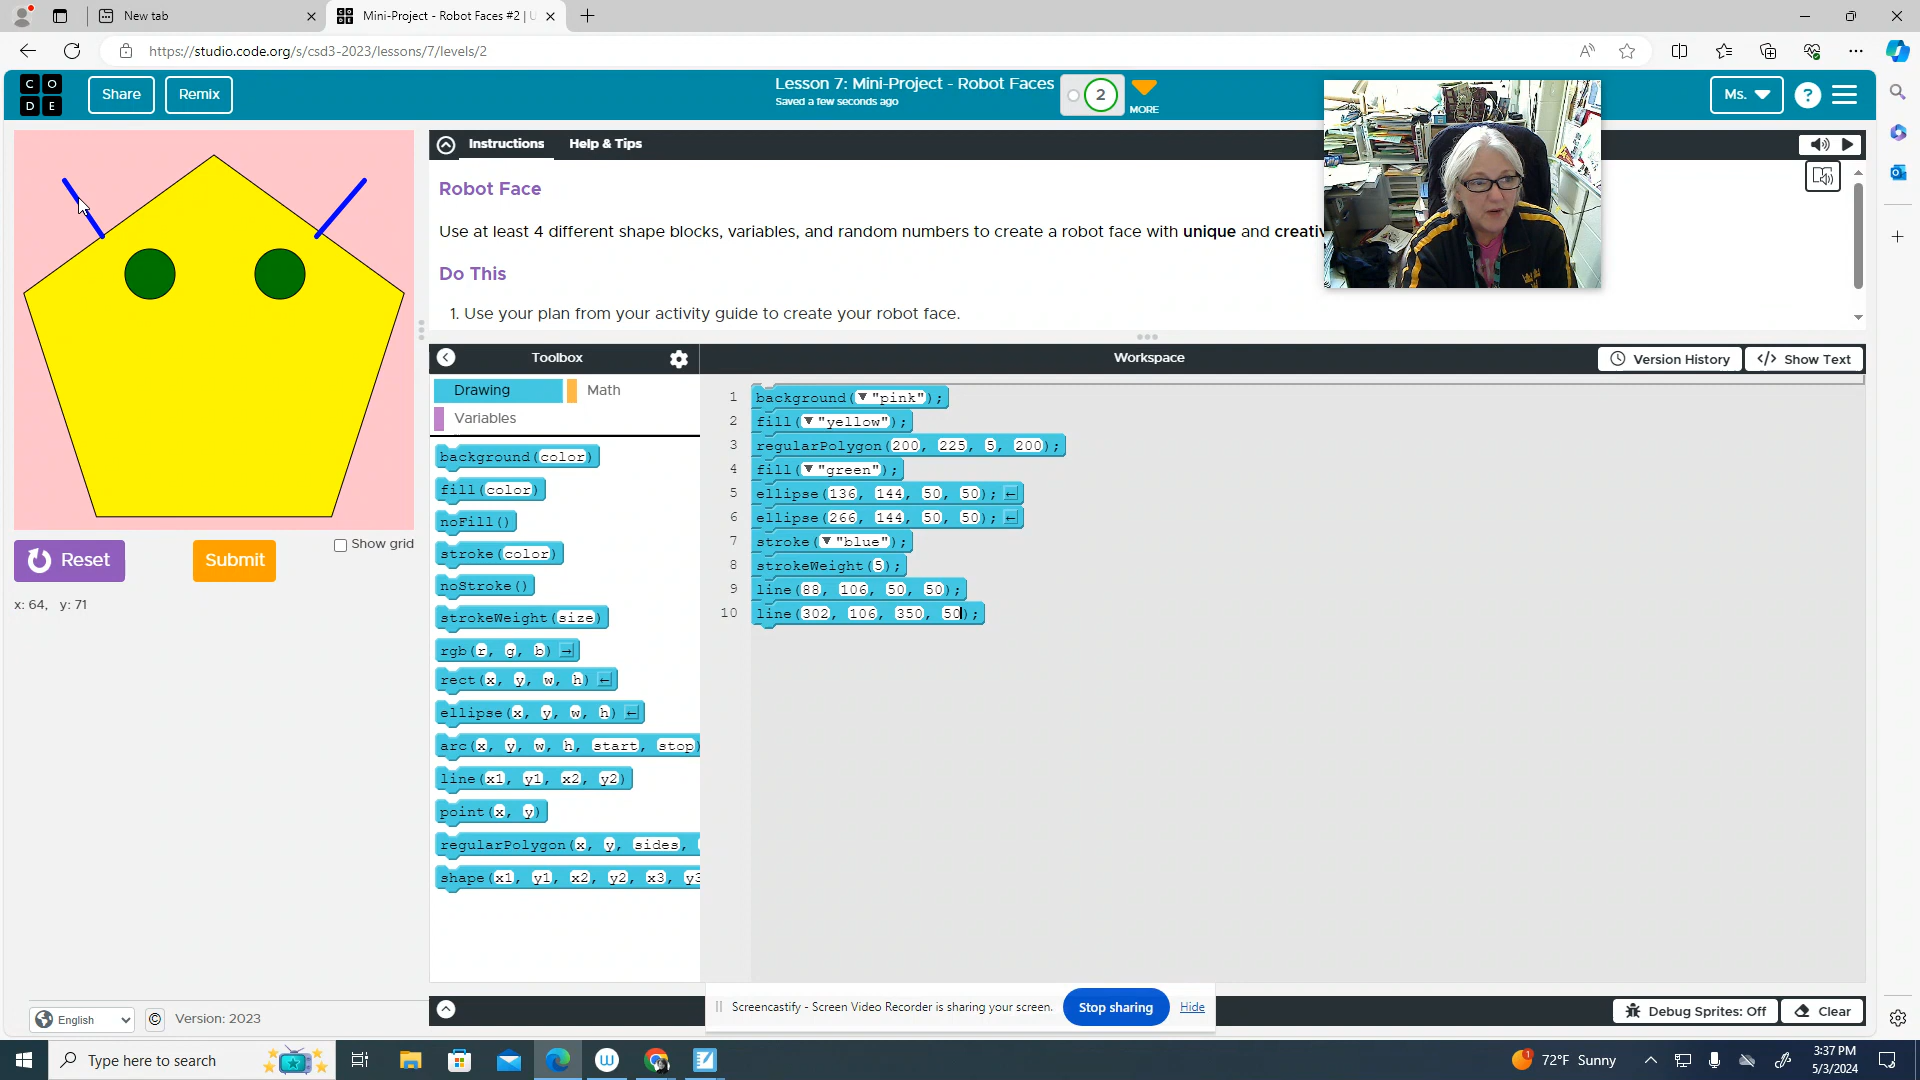 New tab
Mini-Project - Robot Faces #2 | U
https://studio.code.org/s/csd3-2023/lessons/7/levels/2
C O
D E
Share
Remix
Lesson 7: Mini-Project - Robot Faces
Saved a few seconds ago
2
MORE
Ms.
?
Instructions
Help & Tips
Robot Face
Use at least 4 different shape blocks, variables, and random numbers to create a robot face with unique and creativ
Do This
1. Use your plan from your activity guide to create your robot face.
Reset
Submit
Show grid
x: 64, y: 71
Toolbox
Workspace
Version History
</> Show Text
Drawing
Math
Variables
background(color)
fill(color)
noFill()
stroke(color)
noStroke()
strokeWeight(size)
rgb(r, g, b)
rect(x, y, w, h)
ellipse(x, y, w, h)
arc(x, y, w, h, start, stop)
line(x1, y1, x2, y2)
point(x, y)
regularPolygon(x, y, sides,
shape(x1, y1, x2, y2, x3, y3
1 background("pink");
2 fill("yellow");
3 regularPolygon(200, 225, 5, 200);
4 fill("green");
5 ellipse(136, 144, 50, 50);
6 ellipse(266, 144, 50, 50);
7 stroke("blue");
8 strokeWeight(5);
9 line(88, 106, 50, 50);
10 line(302, 106, 350, 50);
English
© Version: 2023
Screencastify - Screen Video Recorder is sharing your screen.
Stop sharing
Hide
Debug Sprites: Off
Clear
Type here to search
72°F Sunny
3:37 PM
5/3/2024